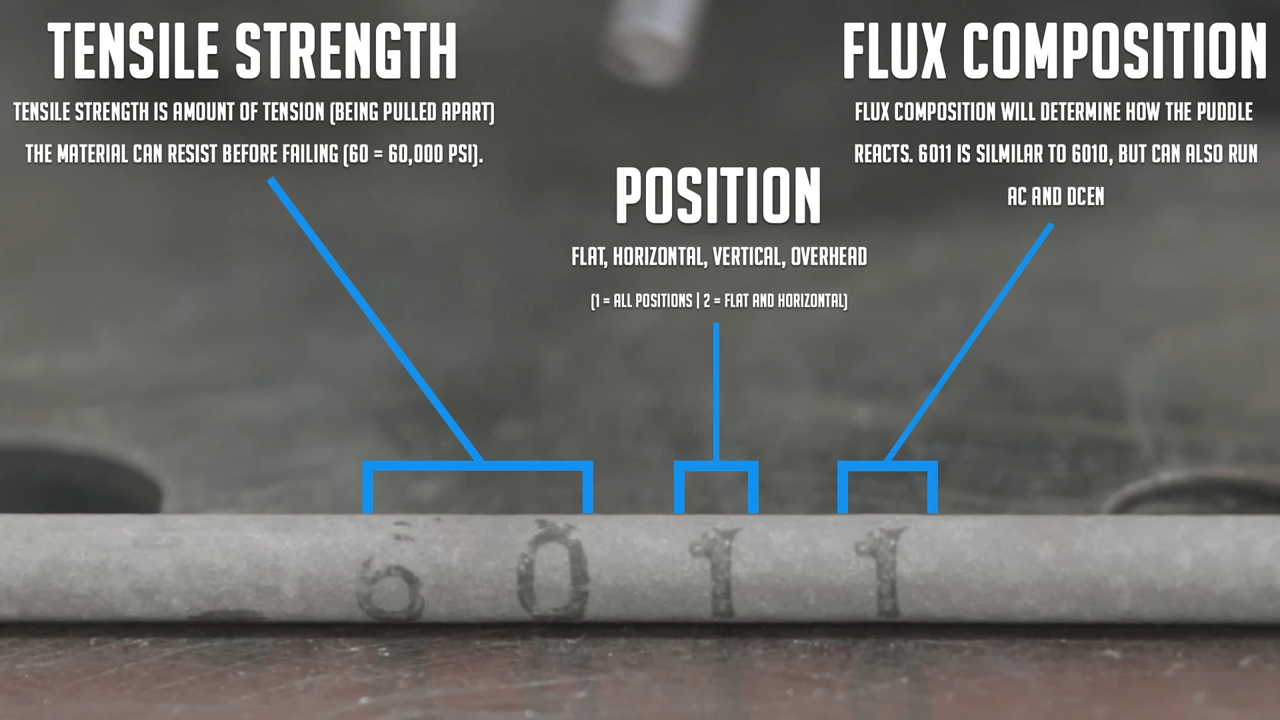 TENSILE STRENGTH
TENSILE STRENGTH IS AMOUNT OF TENSION (BEING PULLED APART)
THE MATERIAL CAN RESIST BEFORE FAILING (60 = 60,000 PSI).
POSITION
FLAT, HORIZONTAL, VERTICAL, OVERHEAD
(1 = ALL POSITIONS | 2 = FLAT AND HORIZONTAL)
FLUX COMPOSITION
FLUX COMPOSITION WILL DETERMINE HOW THE PUDDLE
REACTS. 6011 IS SILMILAR TO 6010, BUT CAN ALSO RUN
AC AND DCEN
6011